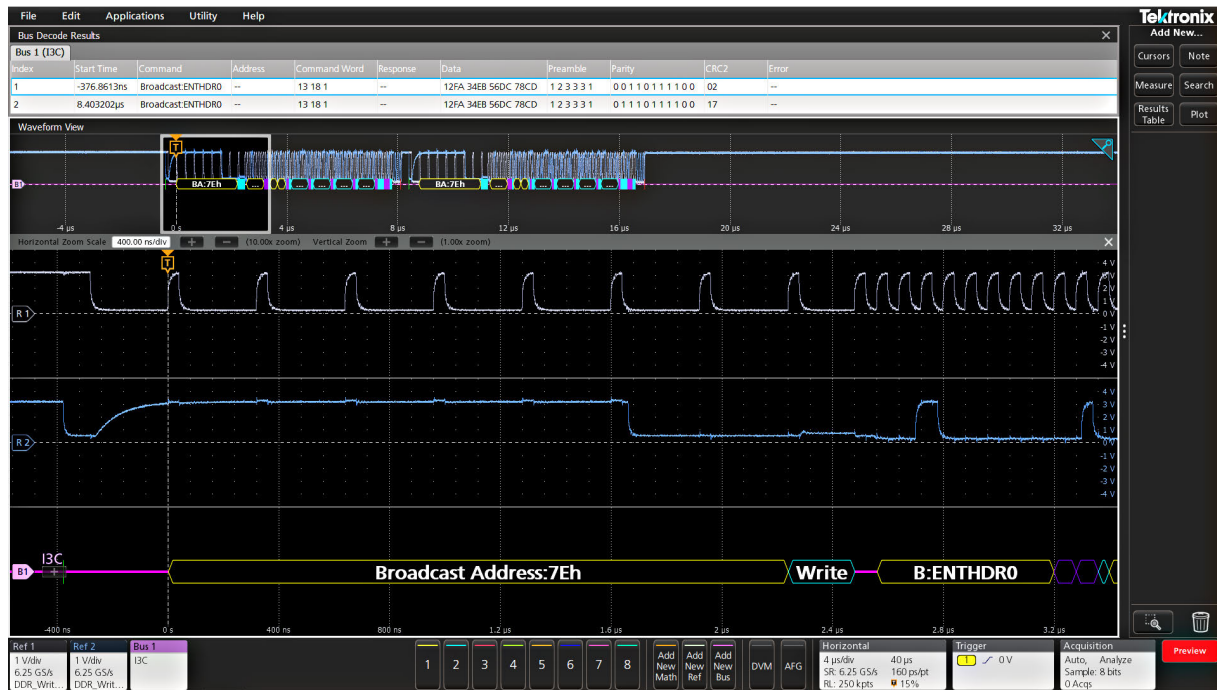 File Edit Applications Utility Help
Tektronix
Add New...
Bus Decode Results
Bus 1 (I3C)
Index Start Time Command Address Command Word Response Data Preamble Parity CRC2 Error
1 -376.8613ns Broadcast:ENTHDR0 -- 13 18 1 -- 12FA 34EB 56DC 78CD 1 2 3 3 3 1 0 0 1 1 0 1 1 1 1 0 0 02 --
2 8.403202µs Broadcast:ENTHDR0 -- 13 18 1 -- 12FA 34EB 56DC 78CD 1 2 3 3 3 1 0 1 1 1 0 1 1 1 1 0 0 17 --
Cursors Note
Measure Search
Results Table Plot
Waveform View
T
B1 BA:7Eh ... ... ... ... ... BA:7Eh ... ... ... ... ...
-4 µs 0 s 4 µs 8 µs 12 µs 16 µs 20 µs 24 µs 28 µs 32 µs
Horizontal Zoom Scale 400.00 ns/div + − (10.00x zoom) Vertical Zoom + − (1.00x zoom)
T
4 V
3 V
2 V
1 V
R 1 0 V
-1 V
-2 V
-3 V
-4 V
4 V
3 V
2 V
1 V
R 2 0 V
-1 V
-2 V
-3 V
-4 V
I3C
B1 + Broadcast Address:7Eh Write B:ENTHDR0
-400 ns 0 s 400 ns 800 ns 1.2 µs 1.6 µs 2 µs 2.4 µs 2.8 µs 3.2 µs
Ref 1
1 V/div
6.25 GS/s
DDR_Writ...
Ref 2
1 V/div
6.25 GS/s
DDR_Writ...
Bus 1
I3C
1 2 3 4 5 6 7 8
Add New Math
Add New Ref
Add New Bus
DVM
AFG
Horizontal
4 µs/div 40 µs
SR: 6.25 GS/s 160 ps/pt
RL: 250 kpts 15%
Trigger
1 0 V
Acquisition
Auto, Analyze
Sample: 8 bits
0 Acqs
Preview